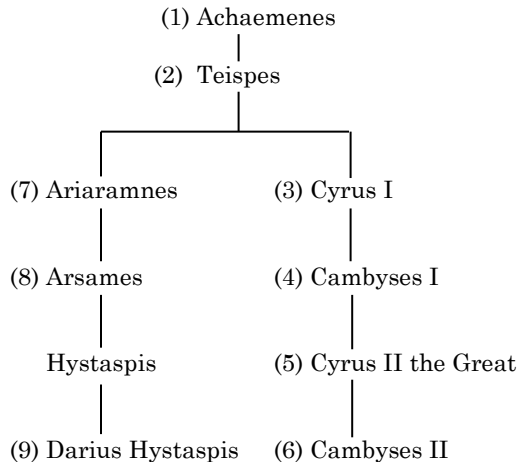 (1) Achaemenes
(2) Teispes
(7) Ariaramnes (3) Cyrus I
(8) Arsames (4) Cambyses I
Hystaspis (5) Cyrus II the Great
(9) Darius Hystaspis (6) Cambyses II